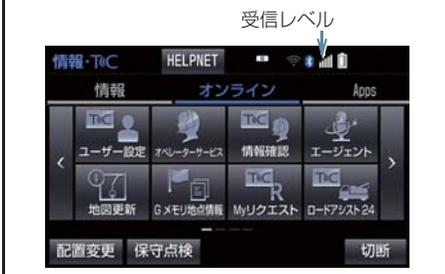 受信レベル
情報・T@C HELPNET
情報 オンライン Apps
T@C T@C
ユーザー設定 オペレーターサービス 情報確認 エージェント
T@C T@C
地図更新 Gメモリ地点情報 Myリクエスト ロードアシスト24
配置変更 保守点検 切断